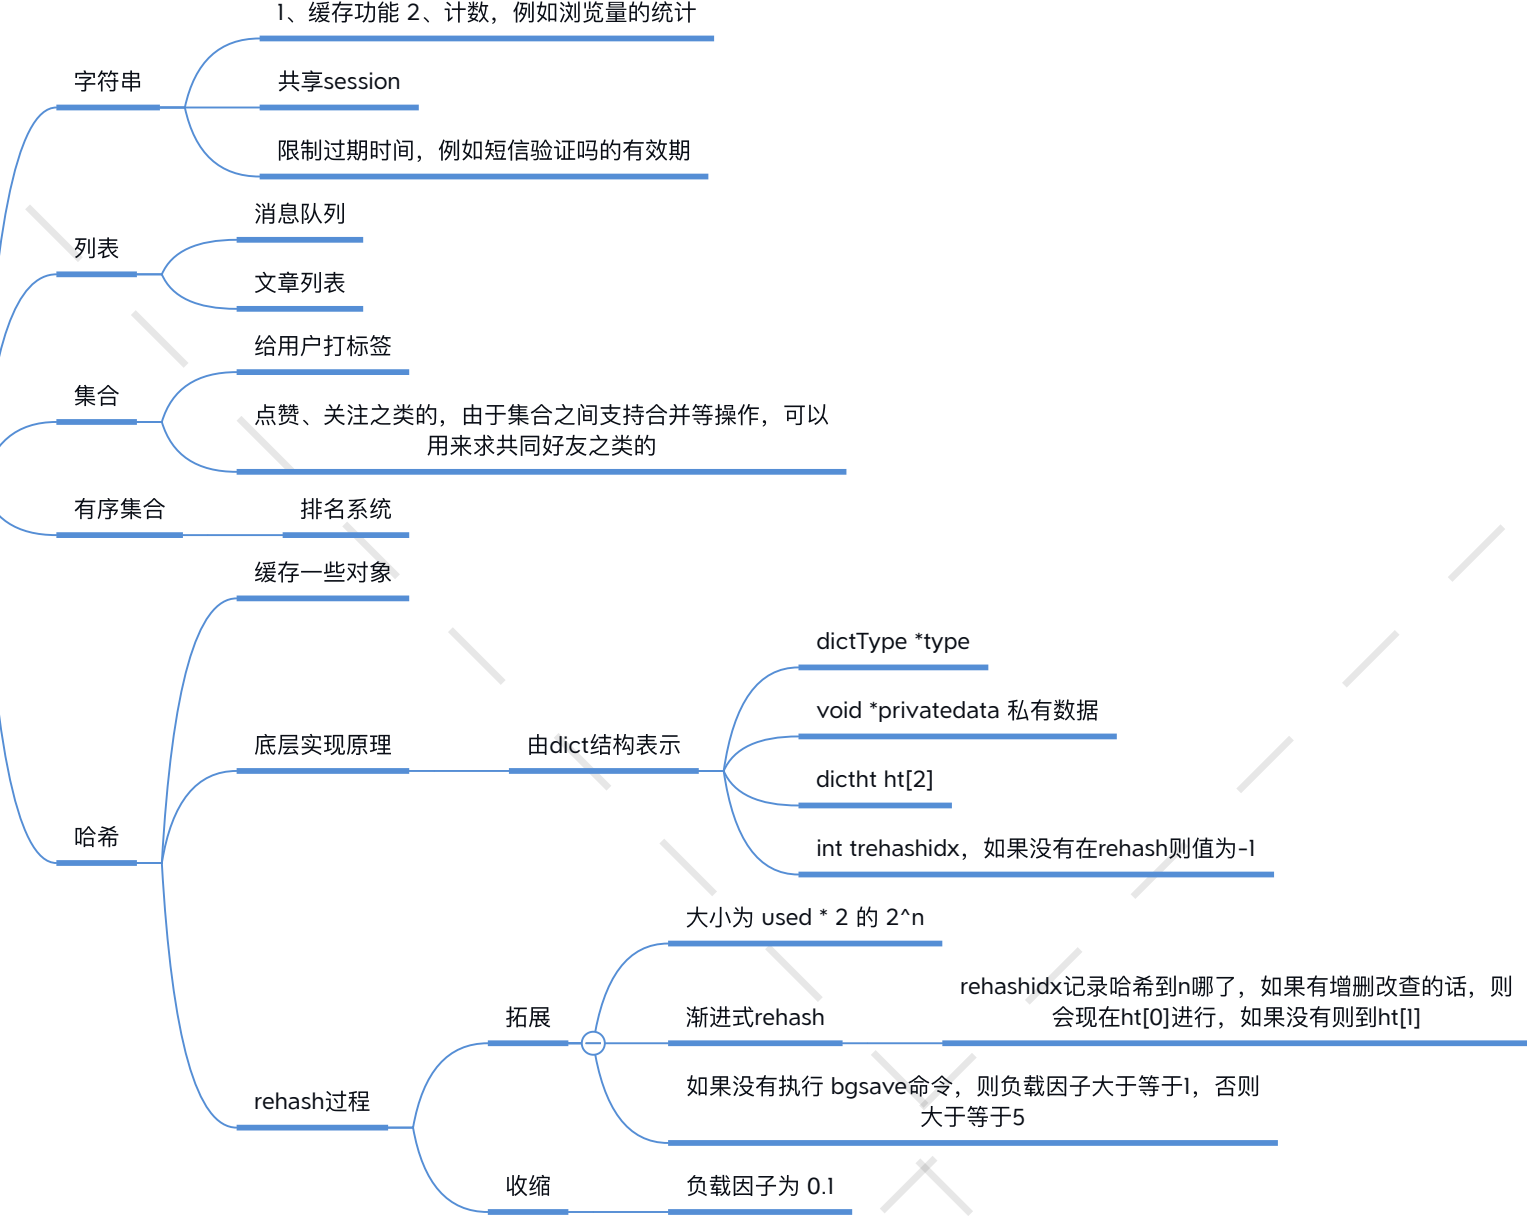 1、缓存功能 2、计数，例如浏览量的统计
字符串
共享session
限制过期时间，例如短信验证吗的有效期
消息队列
列表
文章列表
给用户打标签
集合
点赞、关注之类的，由于集合之间支持合并等操作，可以
用来求共同好友之类的
有序集合
排名系统
缓存一些对象
dictType *type
void *privatedata 私有数据
底层实现原理
由dict结构表示
dictht ht[2]
哈希
int trehashidx，如果没有在rehash则值为-1
大小为 used * 2 的 2^n
rehashidx记录哈希到n哪了，如果有增删改查的话，则
会现在ht[0]进行，如果没有则到ht[1]
拓展
渐进式rehash
如果没有执行 bgsave命令，则负载因子大于等于1，否则
大于等于5
rehash过程
收缩
负载因子为 0.1